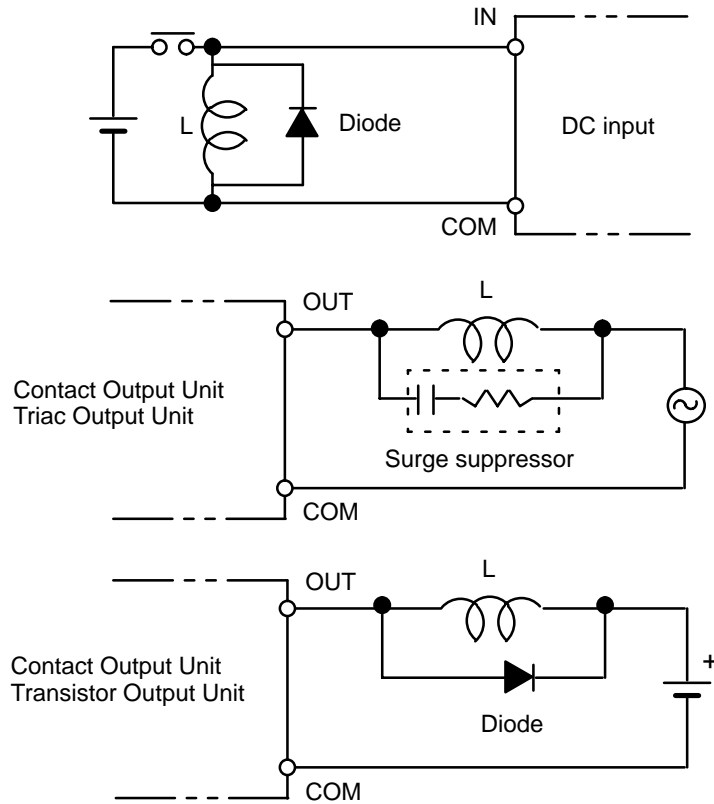 IN
L
Diode
DC input
COM
OUT
L
Contact Output Unit
Triac Output Unit
Surge suppressor
COM
OUT
L
+
Contact Output Unit
Transistor Output Unit
Diode
COM